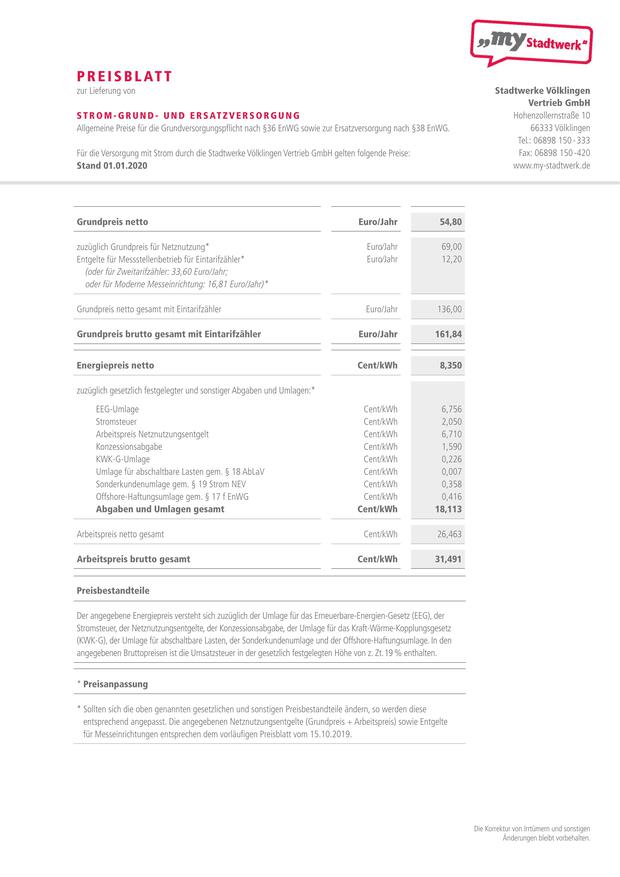 „my Stadtwerk“
PREISBLATT
zur Lieferung von
STROM-GRUND- UND ERSATZVERSORGUNG
Allgemeine Preise für die Grundversorgungspflicht nach §36 EnWG sowie zur Ersatzversorgung nach §38 EnWG.
Für die Versorgung mit Strom durch die Stadtwerke Völklingen Vertrieb GmbH gelten folgende Preise:
Stand 01.01.2020
Stadtwerke Völklingen
Vertrieb GmbH
Hohenzollernstraße 10
66333 Völklingen
Tel.: 06898 150-333
Fax: 06898 150-420
www.my-stadtwerk.de
Grundpreis netto Euro/Jahr 54,80
zuzüglich Grundpreis für Netznutzung* Euro/Jahr 69,00
Entgelte für Messstellenbetrieb für Eintarifzähler* Euro/Jahr 12,20
(oder für Zweitarifzähler: 33,60 Euro/Jahr;
oder für Moderne Messeinrichtung: 16,81 Euro/Jahr)*
Grundpreis netto gesamt mit Eintarifzähler Euro/Jahr 136,00
Grundpreis brutto gesamt mit Eintarifzähler Euro/Jahr 161,84
Energiepreis netto Cent/kWh 8,350
zuzüglich gesetzlich festgelegter und sonstiger Abgaben und Umlagen:*
EEG-Umlage Cent/kWh 6,756
Stromsteuer Cent/kWh 2,050
Arbeitspreis Netznutzungsentgelt Cent/kWh 6,710
Konzessionsabgabe Cent/kWh 1,590
KWK-G-Umlage Cent/kWh 0,226
Umlage für abschaltbare Lasten gem. § 18 AbLaV Cent/kWh 0,007
Sonderkundenumlage gem. § 19 Strom NEV Cent/kWh 0,358
Offshore-Haftungsumlage gem. § 17 f EnWG Cent/kWh 0,416
Abgaben und Umlagen gesamt Cent/kWh 18,113
Arbeitspreis netto gesamt Cent/kWh 26,463
Arbeitspreis brutto gesamt Cent/kWh 31,491
Preisbestandteile
Der angegebene Energiepreis versteht sich zuzüglich der Umlage für das Erneuerbare-Energien-Gesetz (EEG), der
Stromsteuer, der Netznutzungsentgelte, der Konzessionsabgabe, der Umlage für das Kraft-Wärme-Kopplungsgesetz
(KWK-G), der Umlage für abschaltbare Lasten, der Sonderkundenumlage und der Offshore-Haftungsumlage. In den
angegebenen Bruttopreisen ist die Umsatzsteuer in der gesetzlich festgelegten Höhe von z. Zt. 19 % enthalten.
* Preisanpassung
* Sollten sich die oben genannten gesetzlichen und sonstigen Preisbestandteile ändern, so werden diese
entsprechend angepasst. Die angegebenen Netznutzungsentgelte (Grundpreis + Arbeitspreis) sowie Entgelte
für Messeinrichtungen entsprechen dem vorläufigen Preisblatt vom 15.10.2019.
Die Korrektur von Irrtümern und sonstigen
Änderungen bleibt vorbehalten.